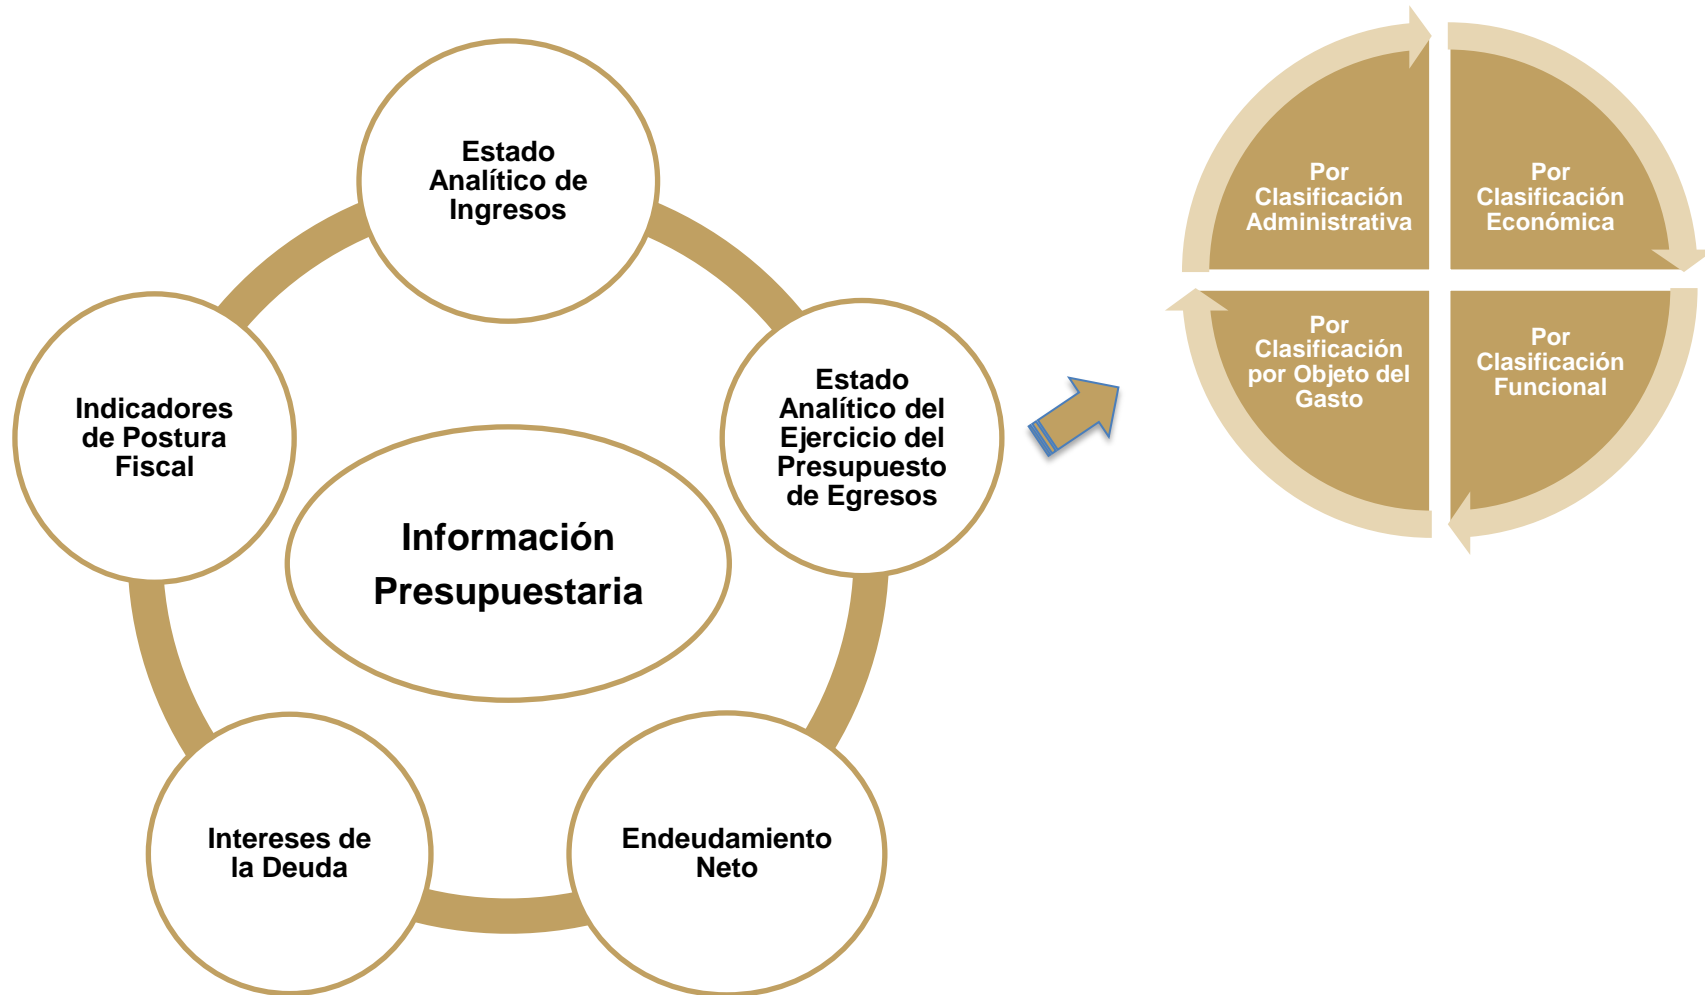 Estado
Analítico de
Ingresos
Estado
Analítico del
Ejercicio del
Presupuesto
de Egresos
Endeudamiento
Neto
Intereses de
la Deuda
Indicadores
de Postura
Fiscal
Información
Presupuestaria
Por
Clasificación
Administrativa
Por
Clasificación
Económica
Por
Clasificación
Funcional
Por
Clasificación
por Objeto del
Gasto